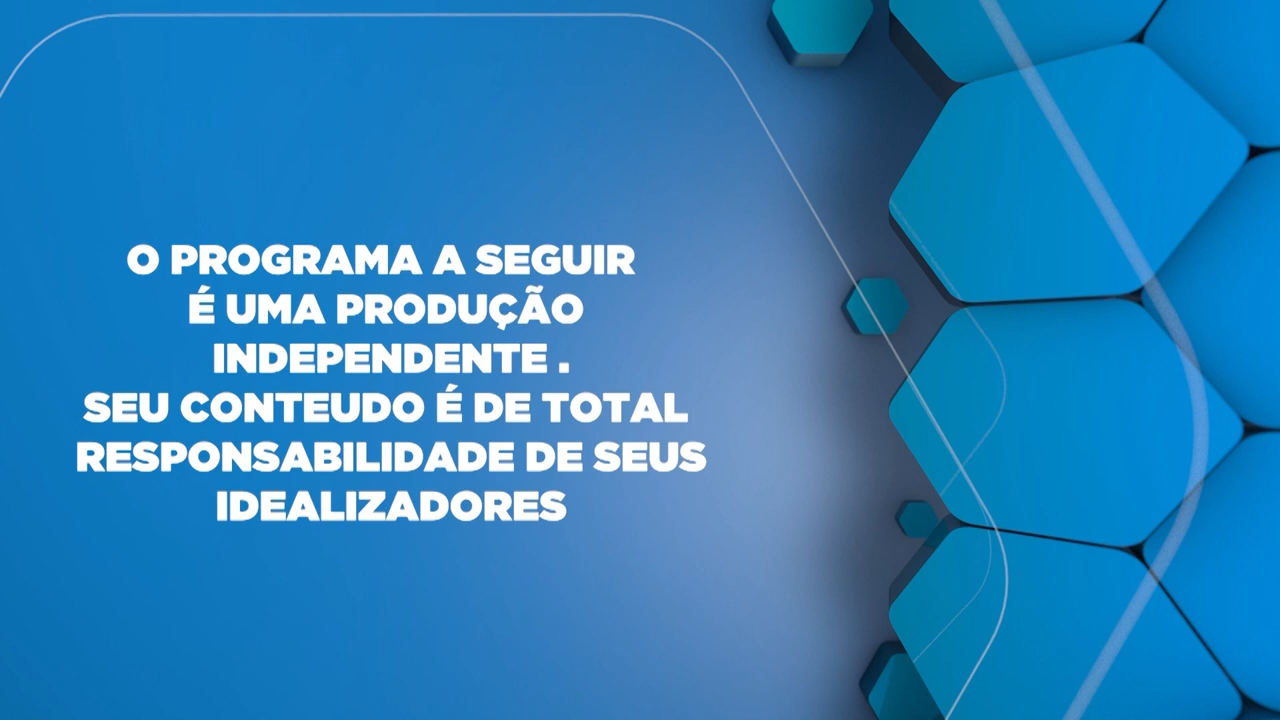 O PROGRAMA A SEGUIR
É UMA PRODUÇÃO
INDEPENDENTE .
SEU CONTEUDO É DE TOTAL
RESPONSABILIDADE DE SEUS
IDEALIZADORES